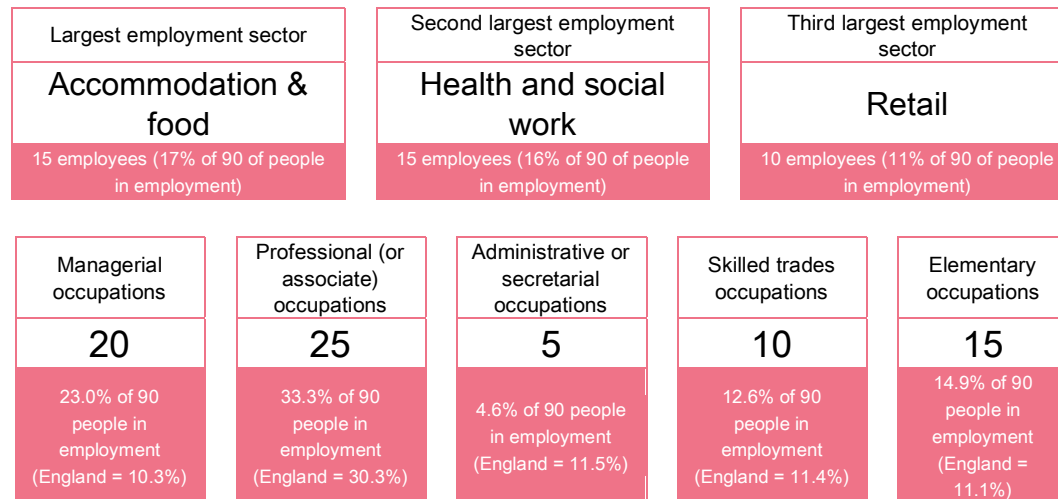 Largest employment sector
Accommodation &
food
15 employees (17% of 90 of people
in employment)
Second largest employment
sector
Health and social
work
15 employees (16% of 90 of people
in employment)
Third largest employment
sector
Retail
10 employees (11% of 90 of people
in employment)
Managerial
occupations
20
23.0% of 90
people in
employment
(England = 10.3%)
Professional (or
associate)
occupations
25
33.3% of 90
people in
employment
(England = 30.3%)
Administrative or
secretarial
occupations
5
4.6% of 90 people
in employment
(England = 11.5%)
Skilled trades
occupations
10
12.6% of 90
people in
employment
(England = 11.4%)
Elementary
occupations
15
14.9% of 90
people in
employment
(England =
11.1%)